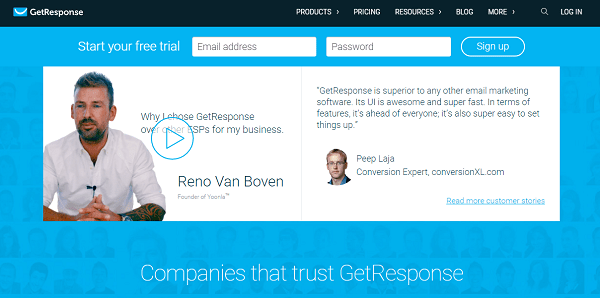 GetResponse
PRODUCTS › PRICING RESOURCES › BLOG MORE › LOG IN
Start your free trial Email address Password Sign up
Why I chose GetResponse
over other ESPs for my business.
Reno Van Boven
Founder of Yoonla™
"GetResponse is superior to any other email marketing
software. Its UI is awesome and super fast. In terms of
features, it's ahead of everyone; it's also super easy to set
things up."
Peep Laja
Conversion Expert, conversionXL.com
Read more customer stories
Companies that trust GetResponse